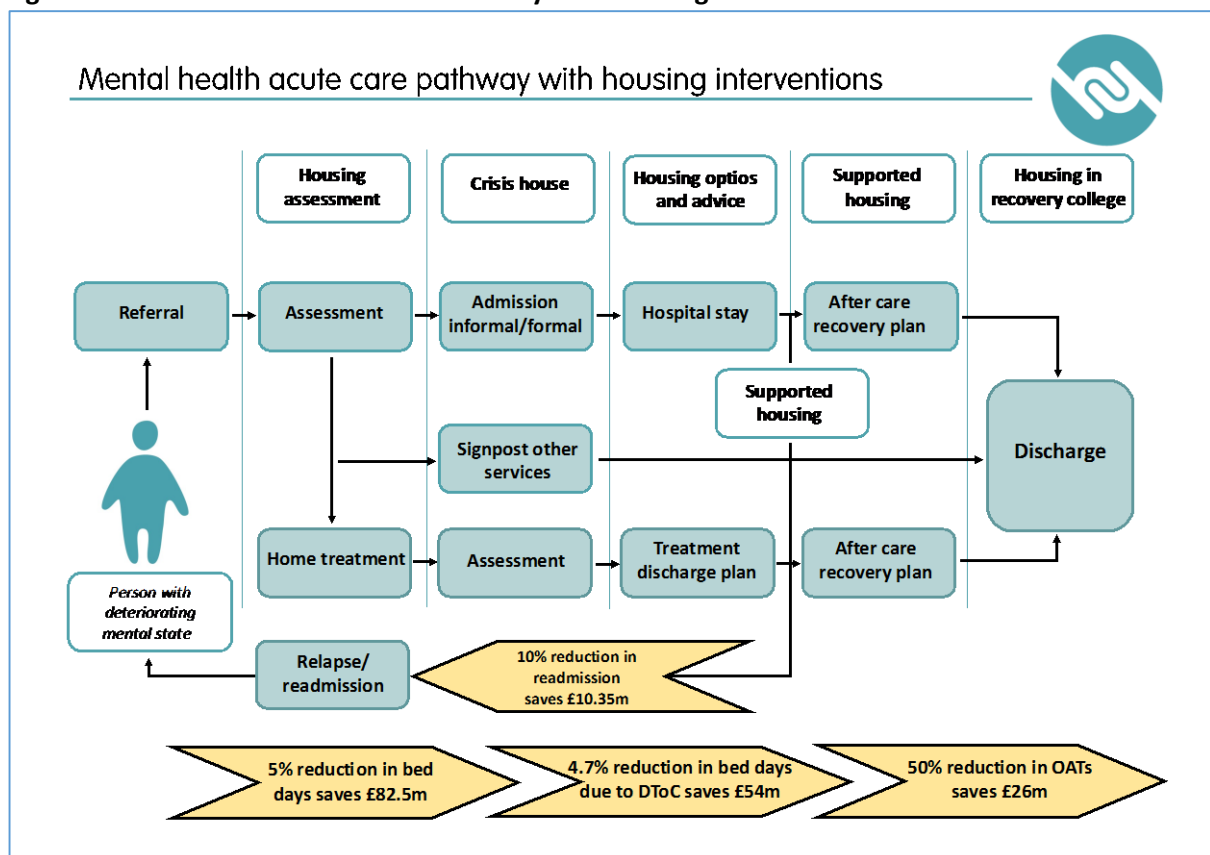 Mental health acute care pathway with housing interventions
Housing
assessment
Crisis house
Housing optios
and advice
Supported
housing
Housing in
recovery college
Referral
Assessment
Admission
informal/formal
Hospital stay
After care
recovery plan
Supported
housing
Signpost other
services
Discharge
Home treatment
Assessment
Treatment
discharge plan
After care
recovery plan
Person with
deteriorating
mental state
Relapse/
readmission
10% reduction in
readmission
saves £10.35m
5% reduction in bed
days saves £82.5m
4.7% reduction in bed days
due to DToC saves £54m
50% reduction in OATs
saves £26m